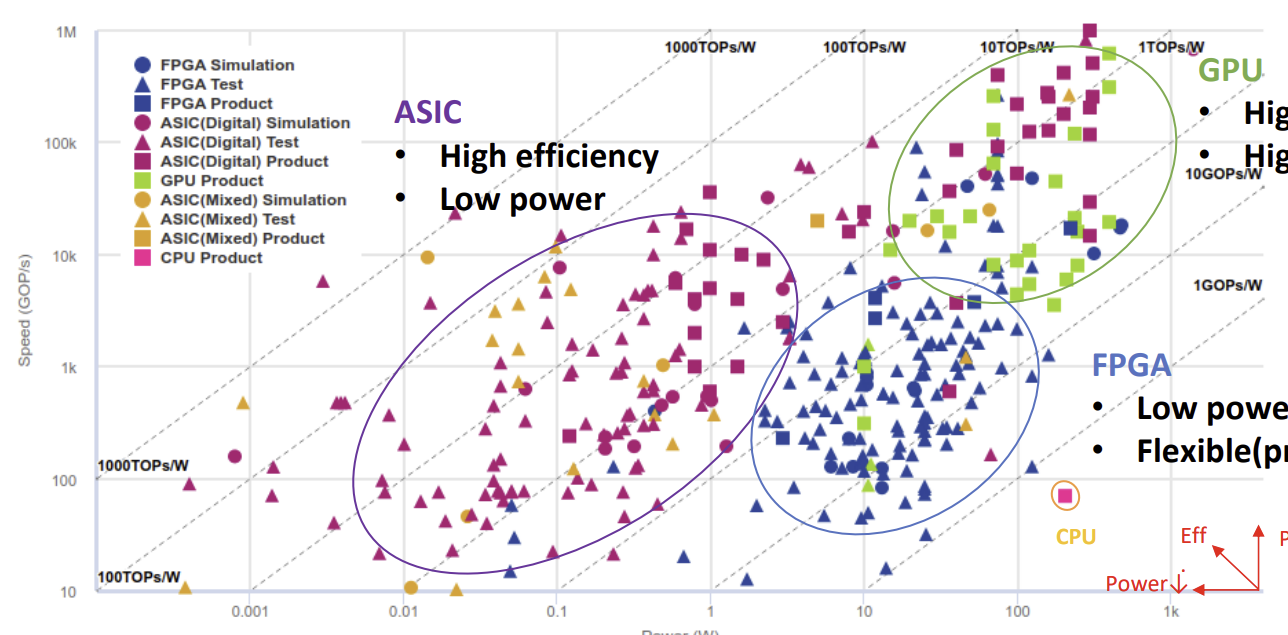 1M
1000TOPs/W
100TOPs/W
10TOPs/W
1TOPs/W
FPGA Simulation
FPGA Test
FPGA Product
ASIC(Digital) Simulation
ASIC(Digital) Test
ASIC(Digital) Product
GPU Product
ASIC(Mixed) Simulation
ASIC(Mixed) Test
ASIC(Mixed) Product
CPU Product
ASIC
• High efficiency
• Low power
GPU
• Hig
• Hig
100k
10GOPs/W
10k
1GOPs/W
Speed (GOP/s)
1k
FPGA
• Low powe
• Flexible(pr
1000TOPs/W
100
CPU
Eff
P
Power↓
100TOPs/W
10
0.001
0.01
0.1
1
10
100
1k
Power (W)